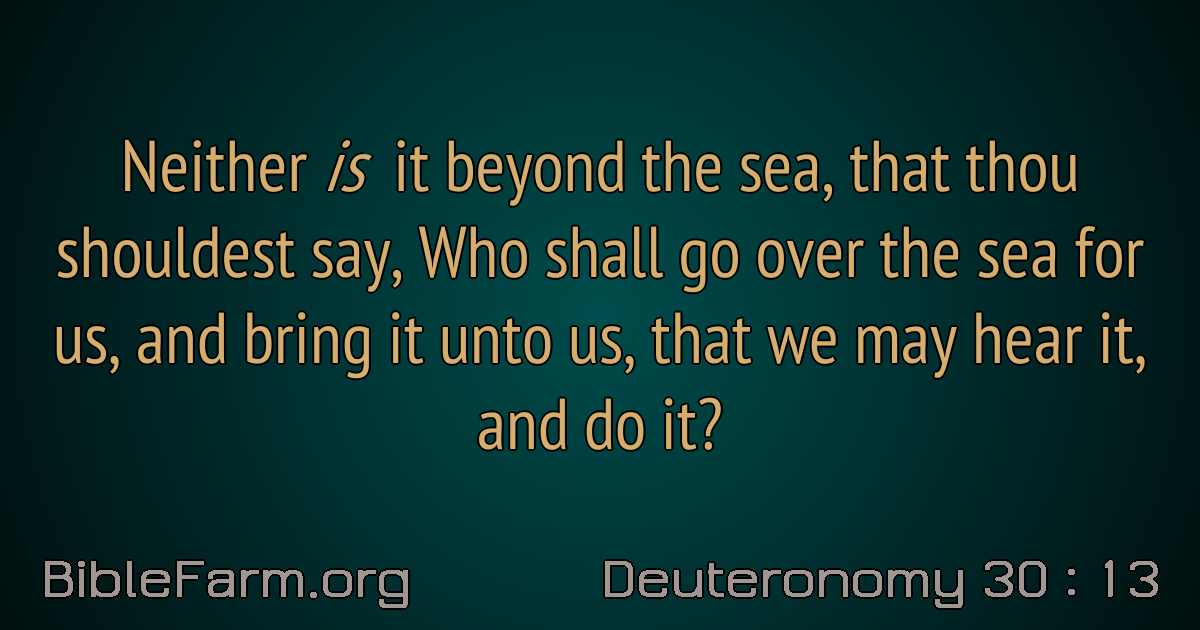 Neither is it beyond the sea, that thou
shouldest say, Who shall go over the sea for
us, and bring it unto us, that we may hear it,
and do it?
BibleFarm.org
Deuteronomy 30 : 13